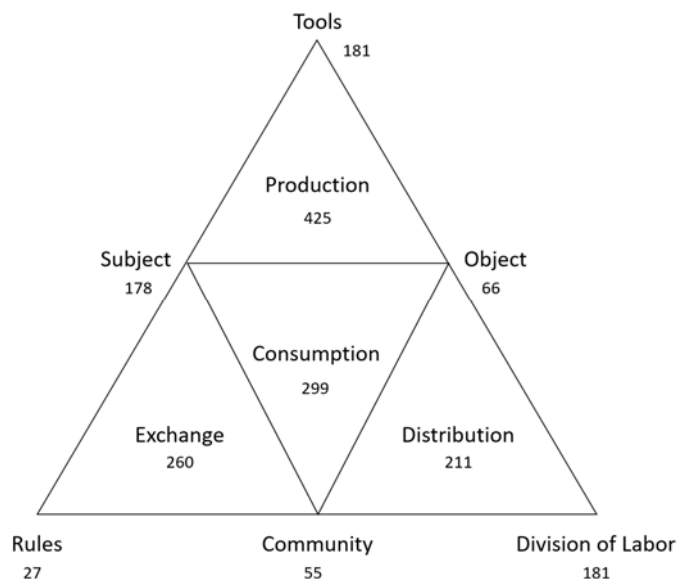 Tools
181
Production
425
Subject
178
Object
66
Consumption
299
Exchange
260
Distribution
211
Rules
27
Community
55
Division of Labor
181